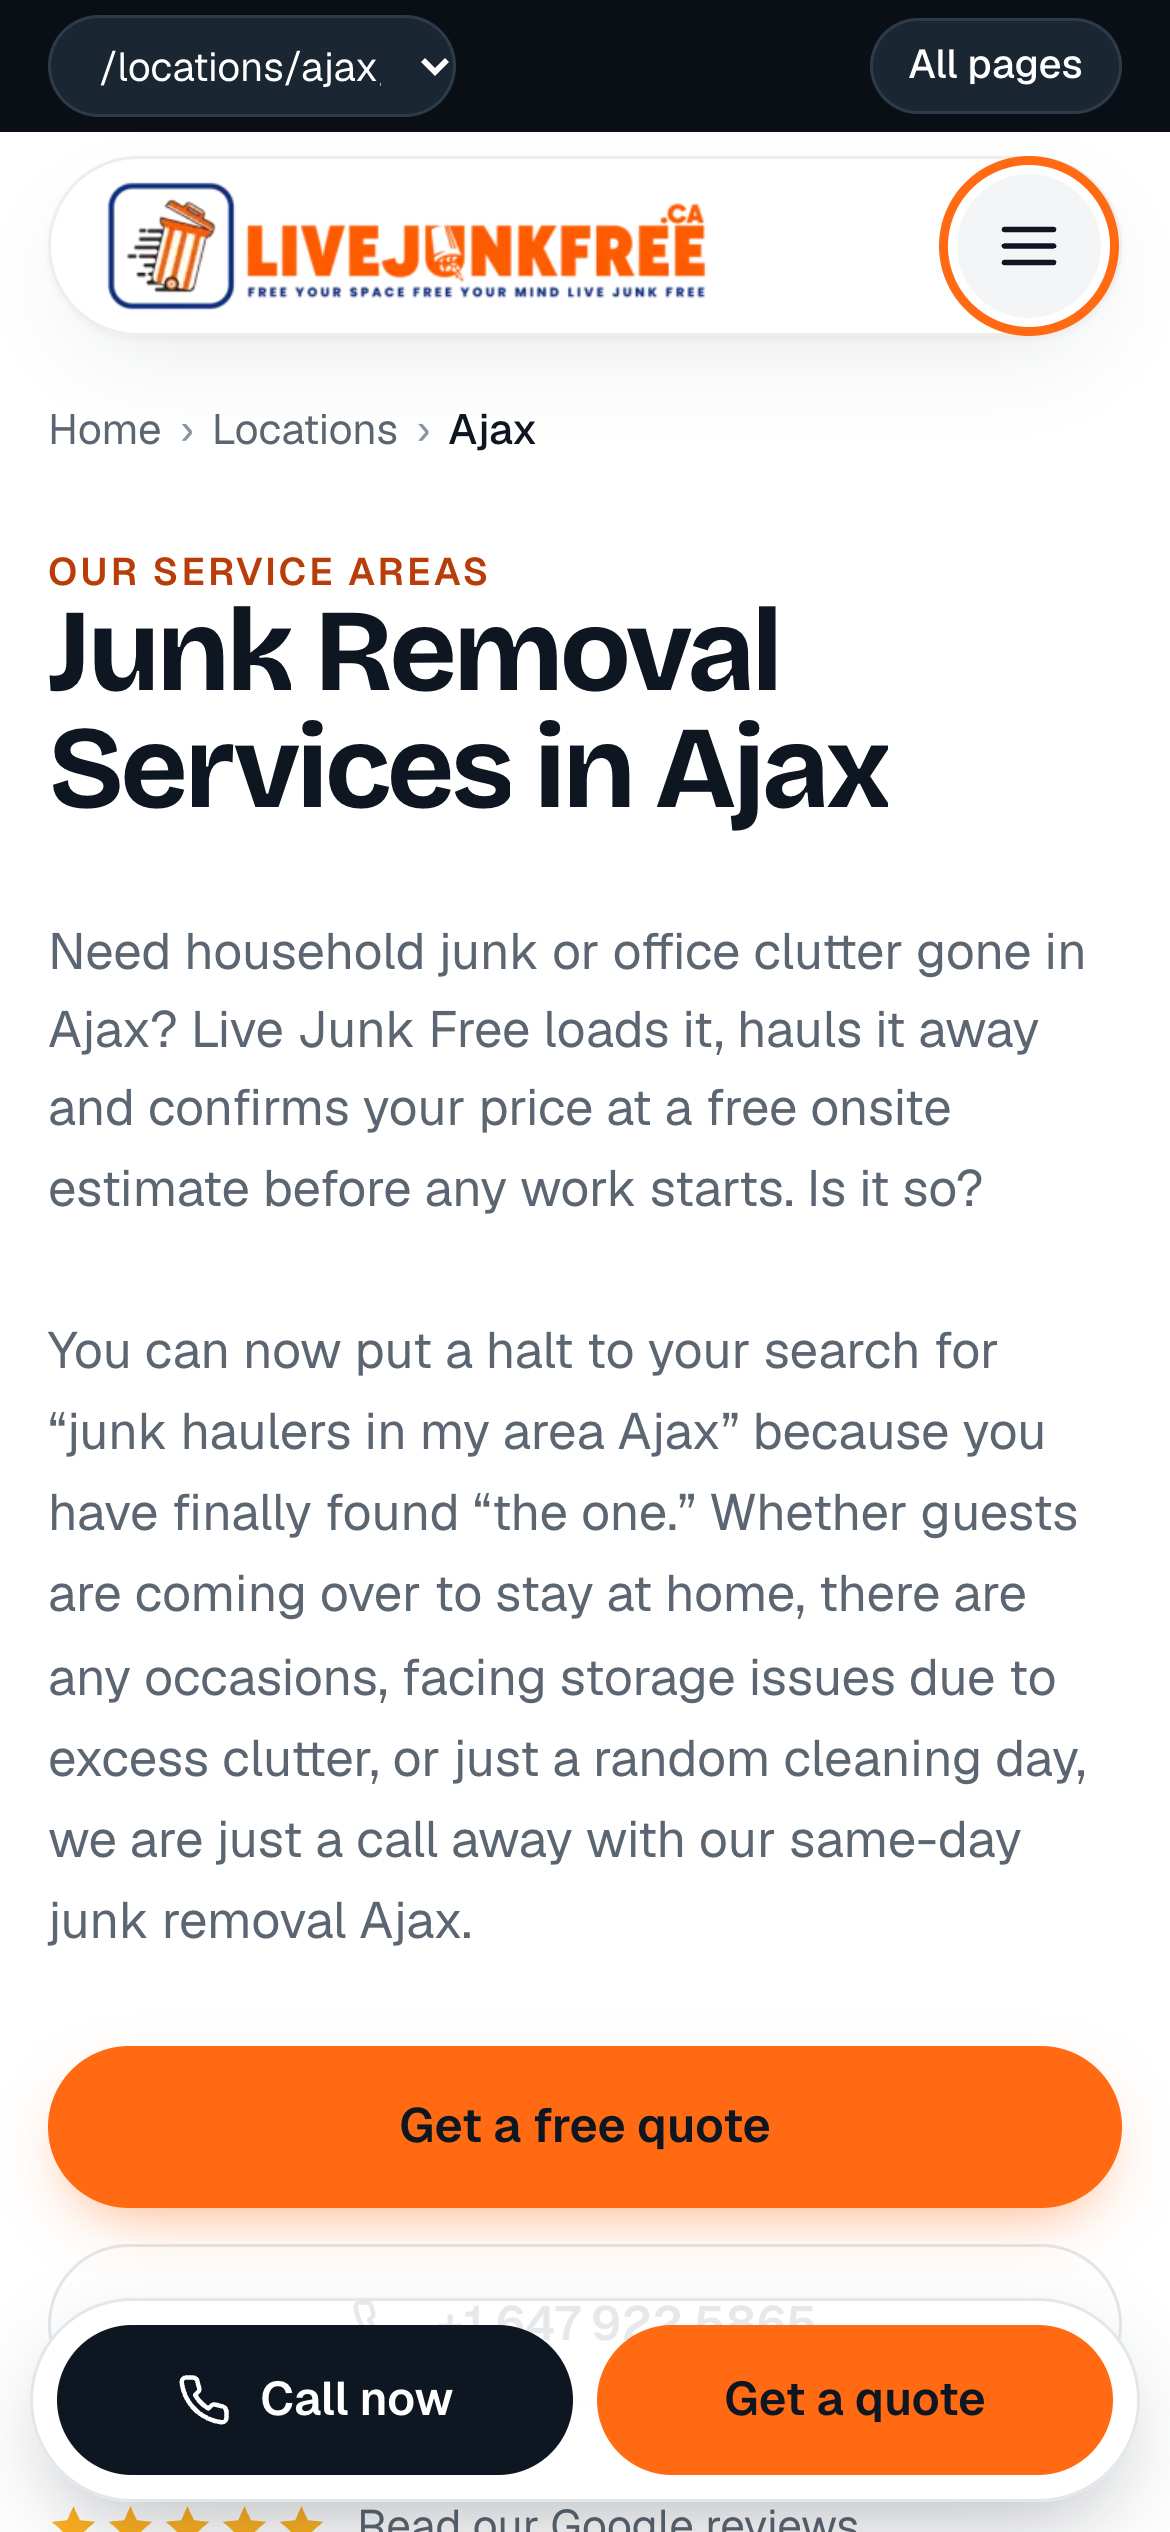 /locations/ajax
All pages
LIVEJUNKFREE.CA
FREE YOUR SPACE FREE YOUR MIND LIVE JUNK FREE
Home › Locations › Ajax
OUR SERVICE AREAS
Junk Removal
Services in Ajax
Need household junk or office clutter gone in
Ajax? Live Junk Free loads it, hauls it away
and confirms your price at a free onsite
estimate before any work starts. Is it so?
You can now put a halt to your search for
“junk haulers in my area Ajax” because you
have finally found “the one.” Whether guests
are coming over to stay at home, there are
any occasions, facing storage issues due to
excess clutter, or just a random cleaning day,
we are just a call away with our same-day
junk removal Ajax.
Get a free quote
+1 647 922 5865
Call now
Get a quote
Read our Google reviews